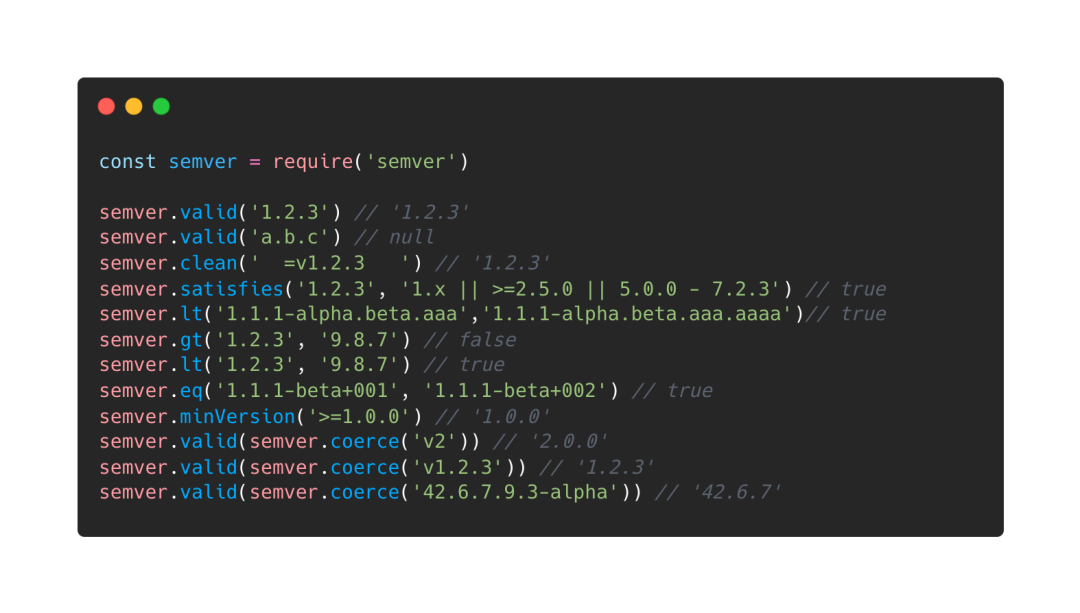 const semver = require('semver')
semver.valid('1.2.3') // '1.2.3'
semver.valid('a.b.c') // null
semver.clean('  =v1.2.3   ') // '1.2.3'
semver.satisfies('1.2.3', '1.x || >=2.5.0 || 5.0.0 - 7.2.3') // true
semver.lt('1.1.1-alpha.beta.aaa','1.1.1-alpha.beta.aaa.aaaa')// true
semver.gt('1.2.3', '9.8.7') // false
semver.lt('1.2.3', '9.8.7') // true
semver.eq('1.1.1-beta+001', '1.1.1-beta+002') // true
semver.minVersion('>=1.0.0') // '1.0.0'
semver.valid(semver.coerce('v2')) // '2.0.0'
semver.valid(semver.coerce('v1.2.3')) // '1.2.3'
semver.valid(semver.coerce('42.6.7.9.3-alpha')) // '42.6.7'